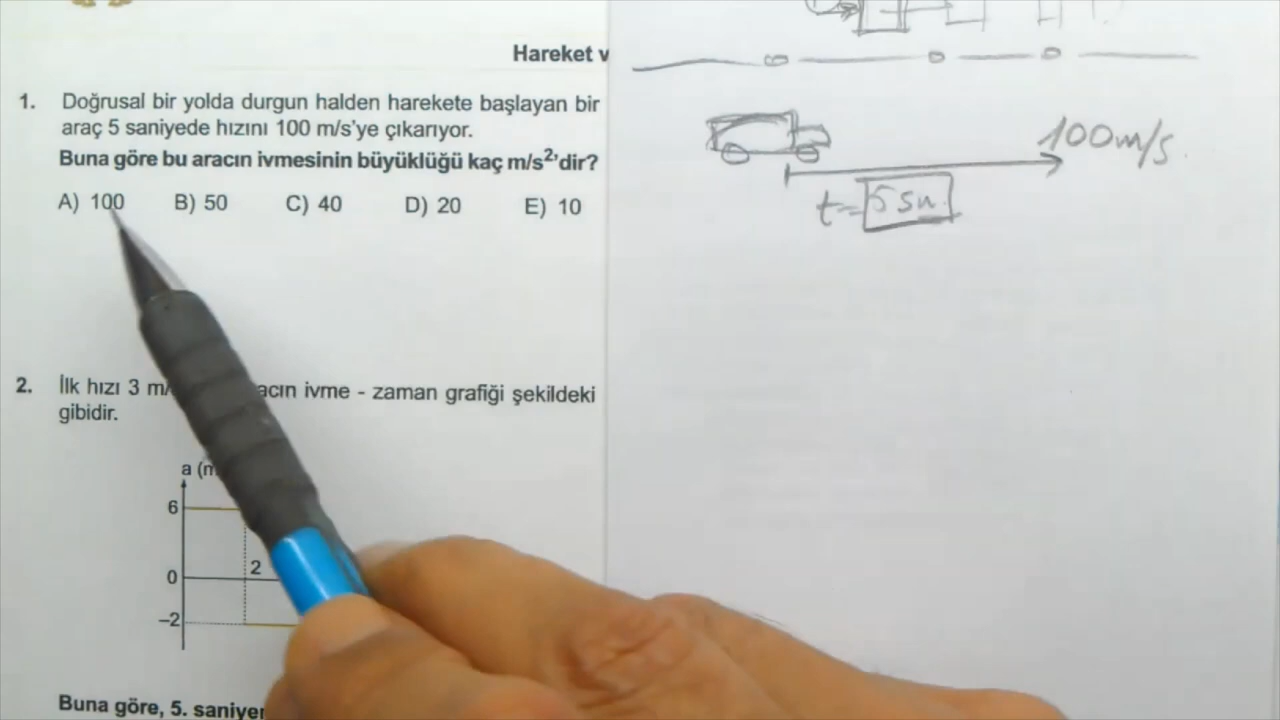 Hareket v
1. Doğrusal bir yolda durgun halden harekete başlayan bir
araç 5 saniyede hızını 100 m/s'ye çıkarıyor.
Buna göre bu aracın ivmesinin büyüklüğü kaç m/s²'dir?
A) 100 B) 50 C) 40 D) 20 E) 10
2. İlk hızı 3 m/ acın ivme - zaman grafiği şekildeki
gibidir.
a (m
6
2
0
–2
Buna göre, 5. saniye
100m/s
t=5 sn.